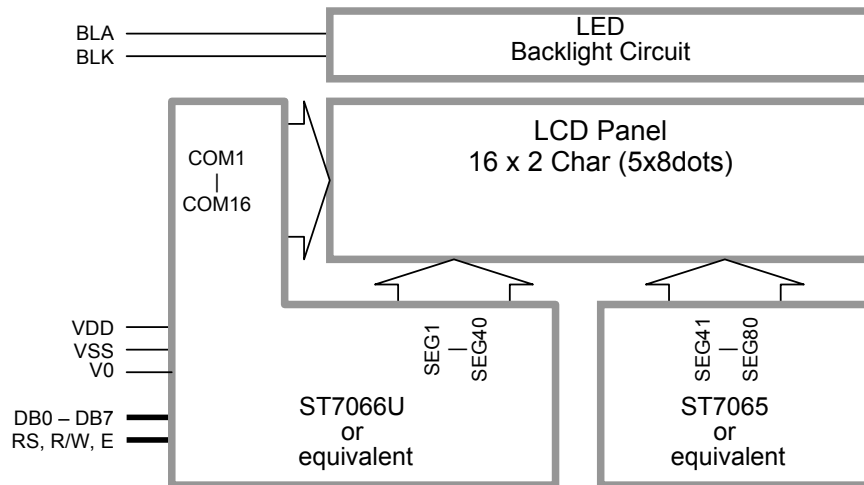 BLA
BLK
LED
Backlight Circuit
LCD Panel
16 x 2 Char (5x8dots)
COM1
|
COM16
VDD
VSS
V0
DB0 – DB7
RS, R/W, E
SEG1
—
SEG40
ST7066U
or
equivalent
SEG41
—
SEG80
ST7065
or
equivalent